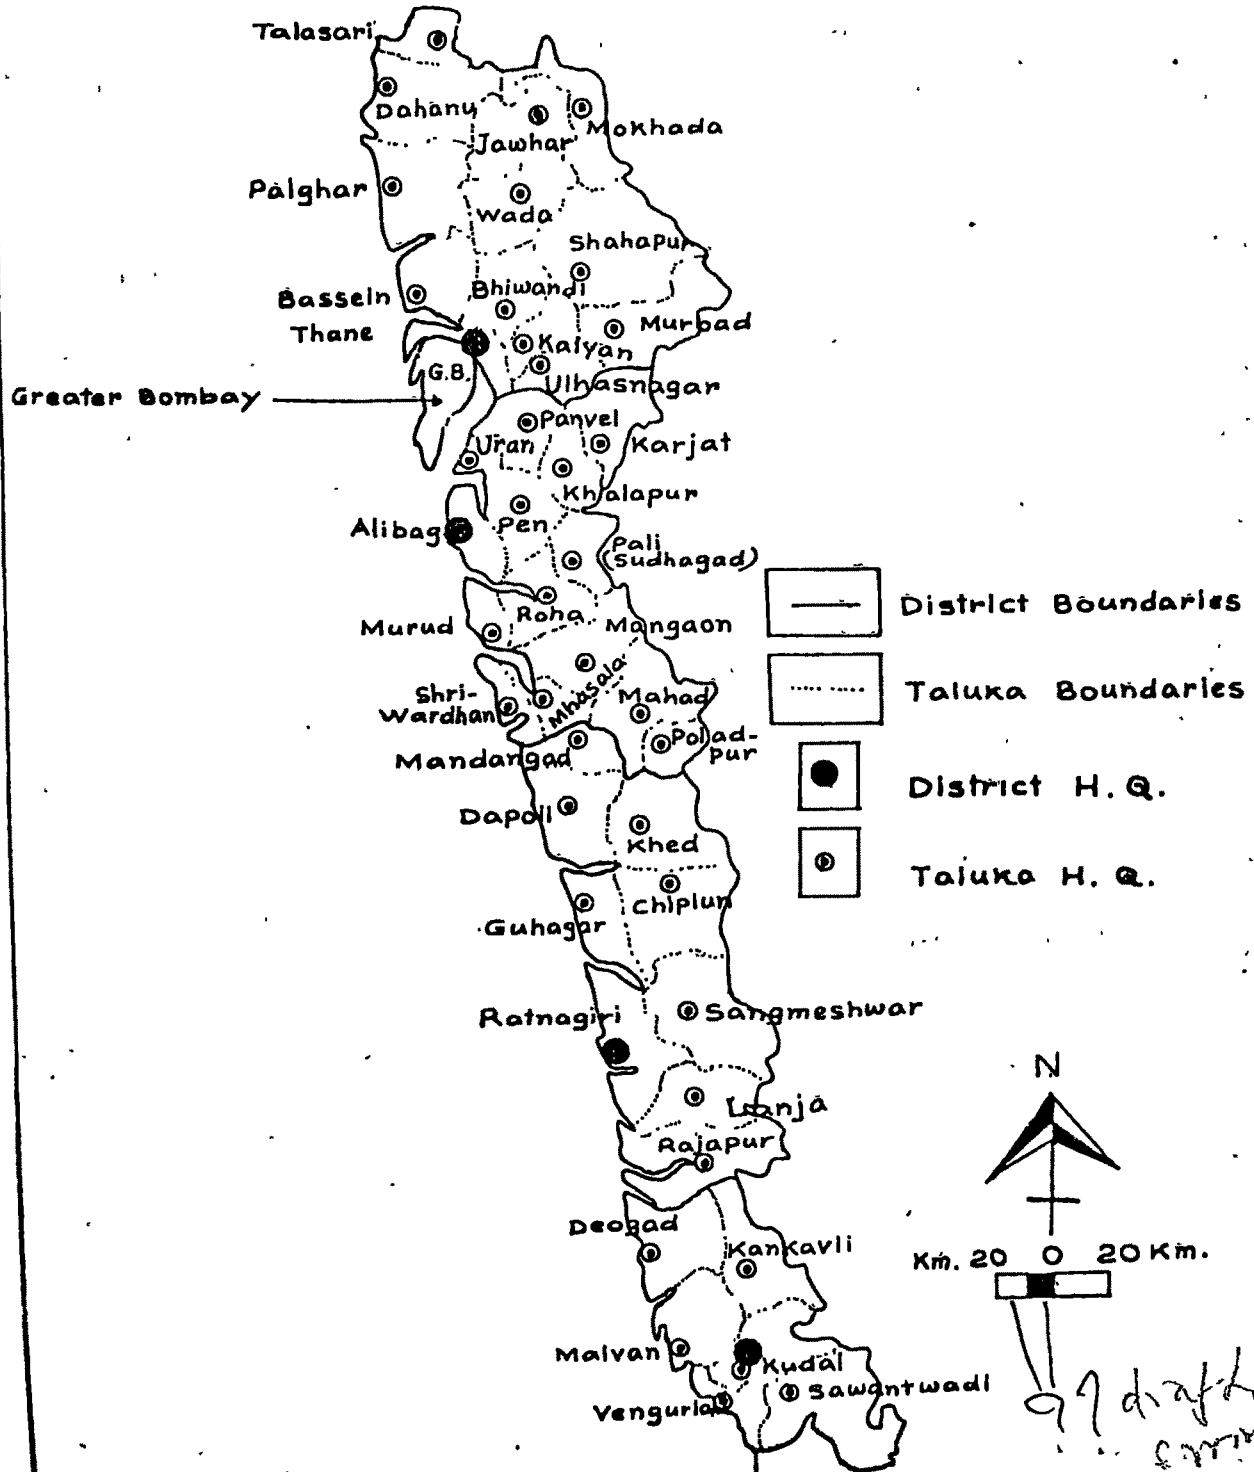 Talasari
Dahanu
Jawhar
Mokhada
Palghar
Wada
Shahapur
Bassein
Bhiwandi
Thane
Murbad
Kalyan
G.B.
Ulhasnagar
Greater Bombay
Panvel
Uran
Karjat
Khalapur
Alibag
Pen
Pali
(Sudhagad)
Roha
Murud
Mangaon
Shri-
Wardhan
Mhasala
Mahad
Polad-
pur
Mandangad
Dapoli
Khed
Chiplun
Guhagar
Ratnagiri
Sangmeshwar
Lanja
Rajapur
Deogad
Kankavli
Malvan
Kudal
Sawantwadi
Vengurla
District Boundaries
Taluka Boundaries
District H.Q.
Taluka H.Q.
N
Km. 20 0 20 Km.